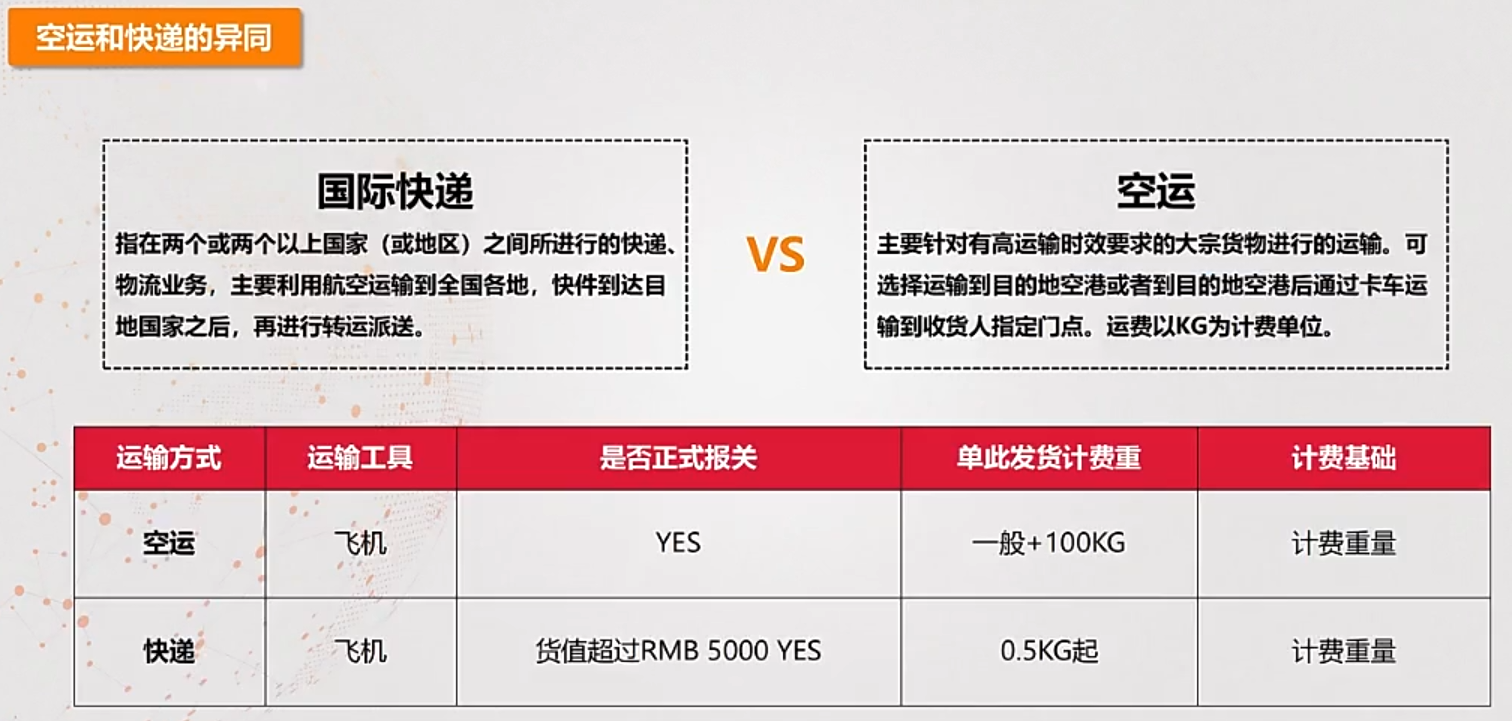 空运和快递的异同
国际快递
指在两个或两个以上国家（或地区）之间所进行的快递、
物流业务，主要利用航空运输到全国各地，快件到达目
地国家之后，再进行转运派送。
VS
空运
主要针对有高运输时效要求的大宗货物进行的运输。可
选择运输到目的地空港或者到目的地空港后通过卡车运
输到收货人指定门点。运费以KG为计费单位。
运输方式 运输工具 是否正式报关 单此发货计费重 计费基础
空运 飞机 YES 一般+100KG 计费重量
快递 飞机 货值超过RMB 5000 YES 0.5KG起 计费重量